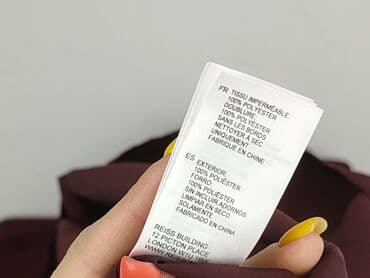 FR TISSU IMPERMÉABLE:
100% POLYESTER
DOUBLURE:
100% POLYESTER
SANS LES BORDS
NETTOYER À SEC
UNIQUEMENT
FABRIQUÉ EN CHINE
ES EXTERIOR:
100% POLIÉSTER
FORRO:
100% POLIÉSTER
SIN INCLUIR ADORNOS
LIMPIAR EN SECO
SOLAMENTE
FABRICADO EN CHINA
REISS BUILDING
12 PICTON PLACE
LONDON W1U